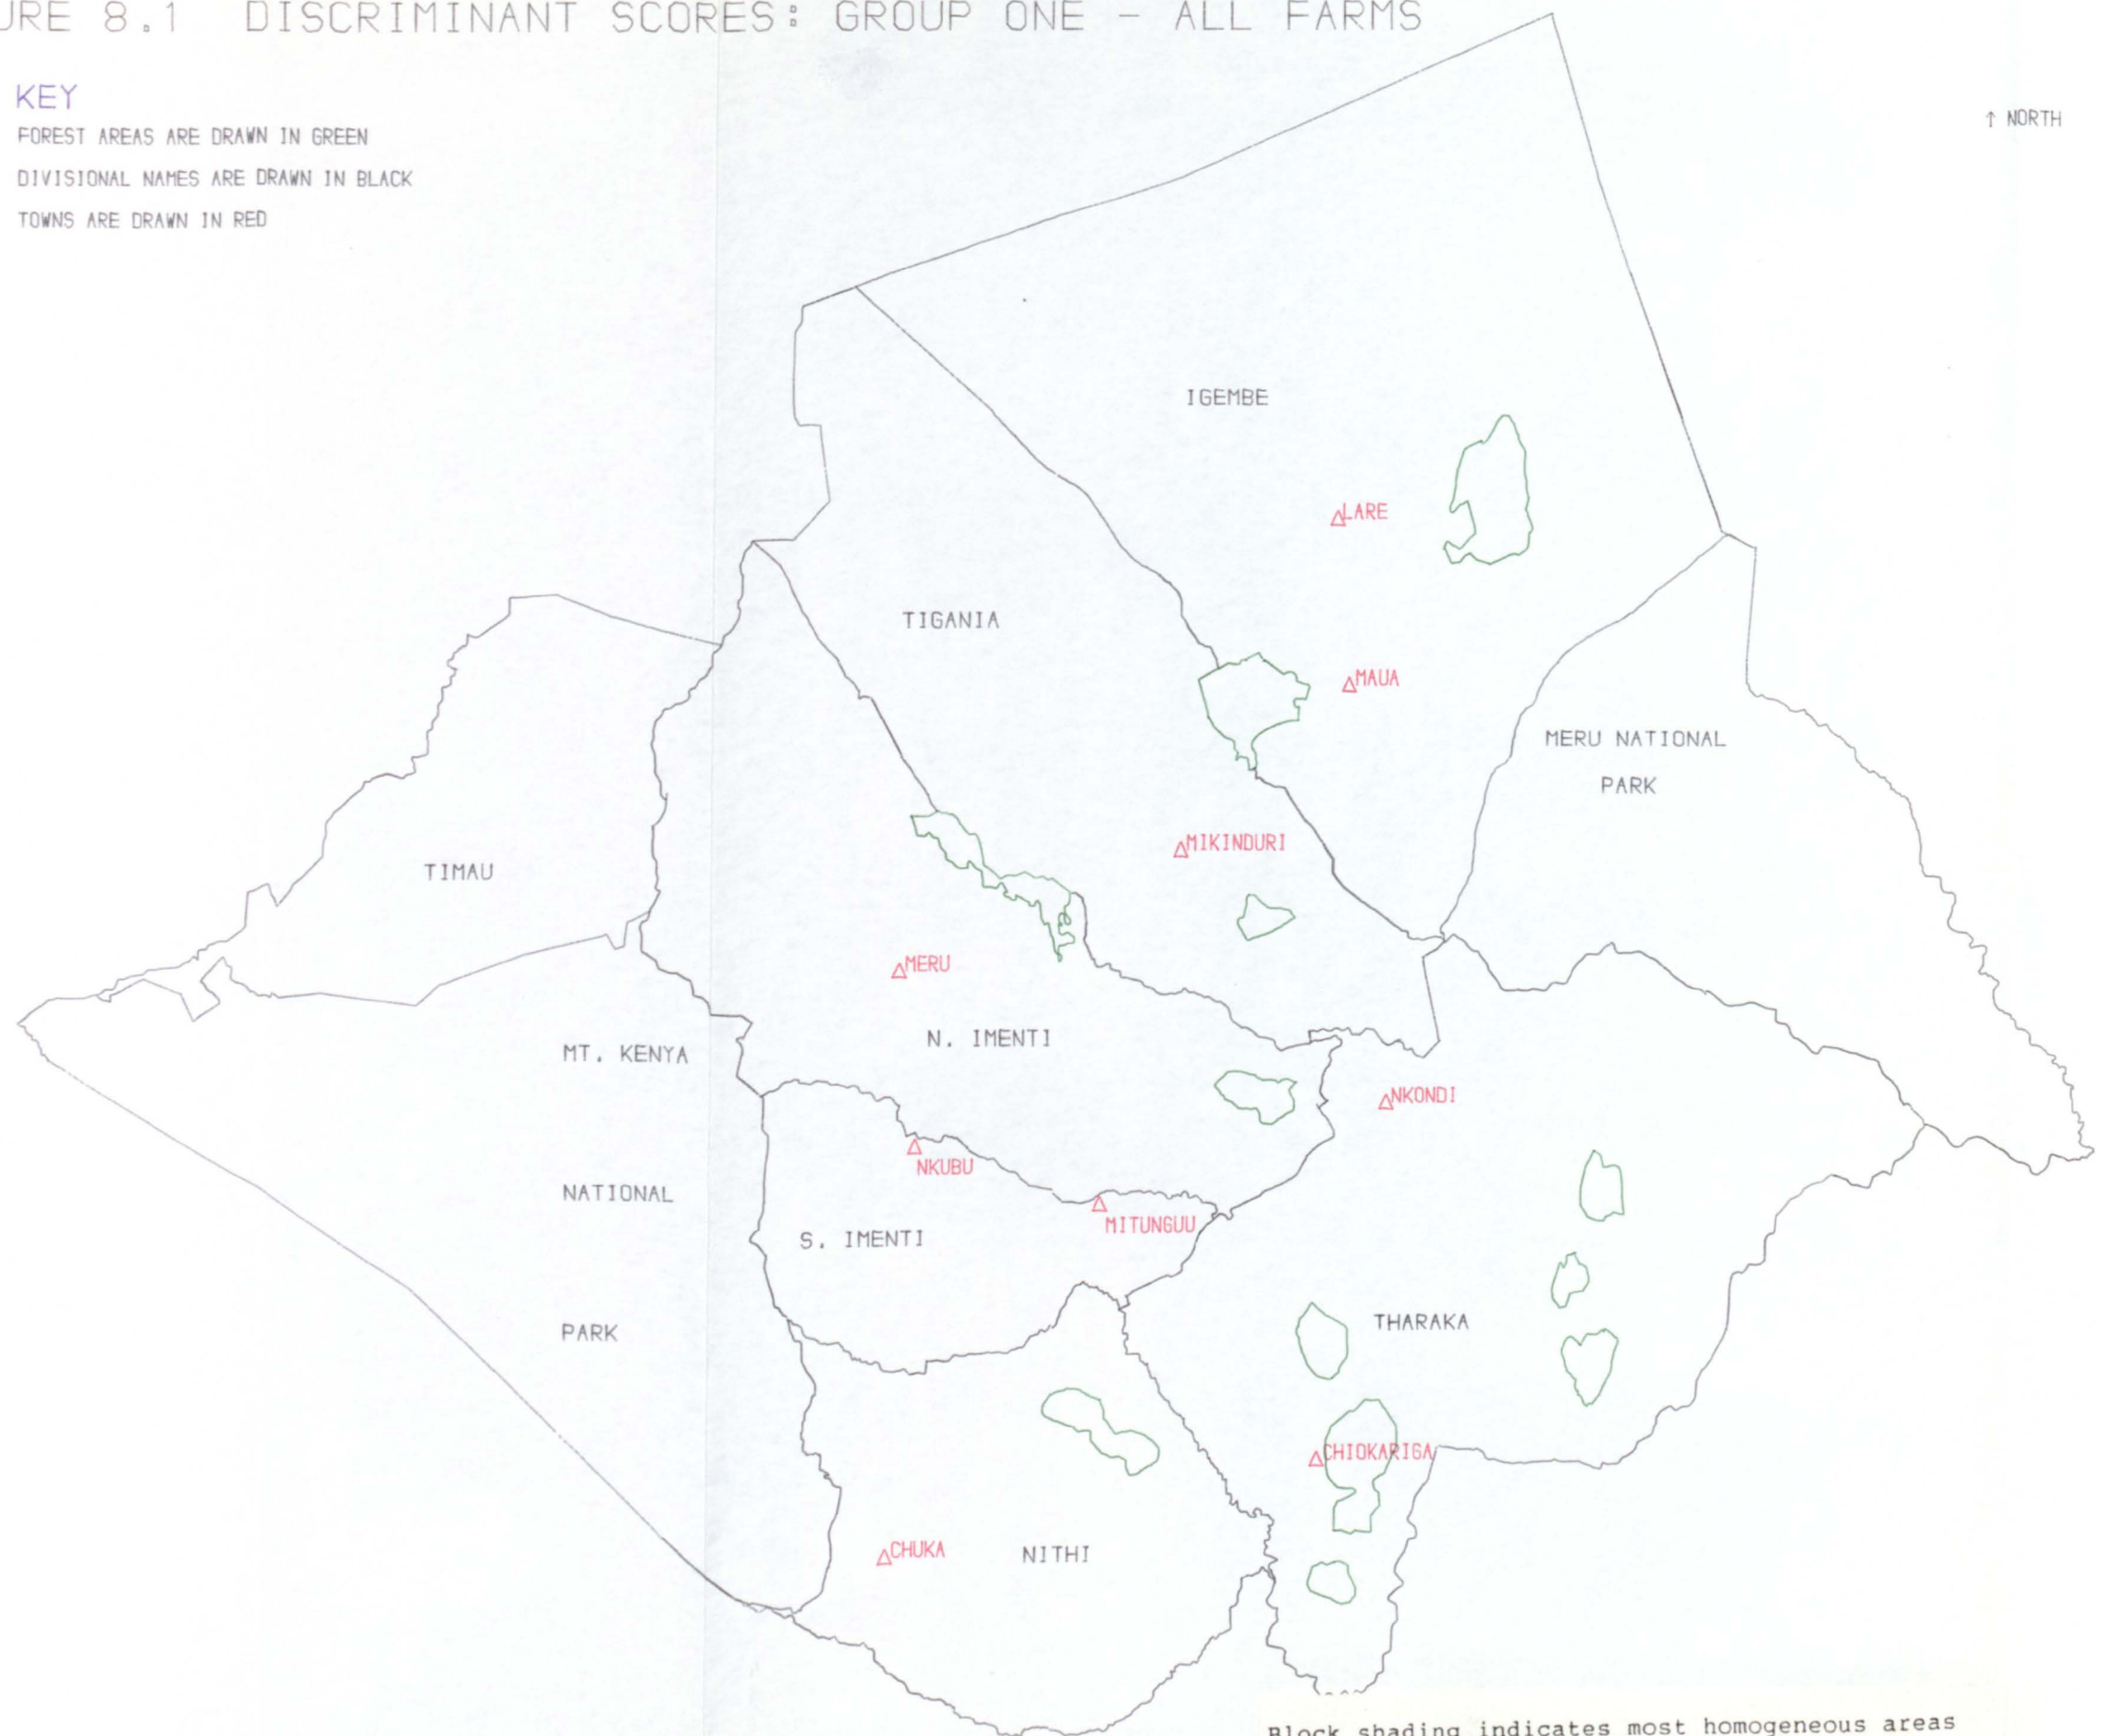 URE 8.1 DISCRIMINANT SCORES: GROUP ONE - ALL FARMS
KEY
FOREST AREAS ARE DRAWN IN GREEN
DIVISIONAL NAMES ARE DRAWN IN BLACK
TOWNS ARE DRAWN IN RED
↑ NORTH
IGEMBE
LARE
TIGANIA
MAUA
MERU NATIONAL
PARK
MIKINDURI
TIMAU
MERU
N. IMENTI
MT. KENYA
NKONDI
NKUBU
NATIONAL
MITUNGUU
S. IMENTI
THARAKA
PARK
CHIOKARIGA
CHUKA
NITHI
Block shading indicates most homogeneous areas